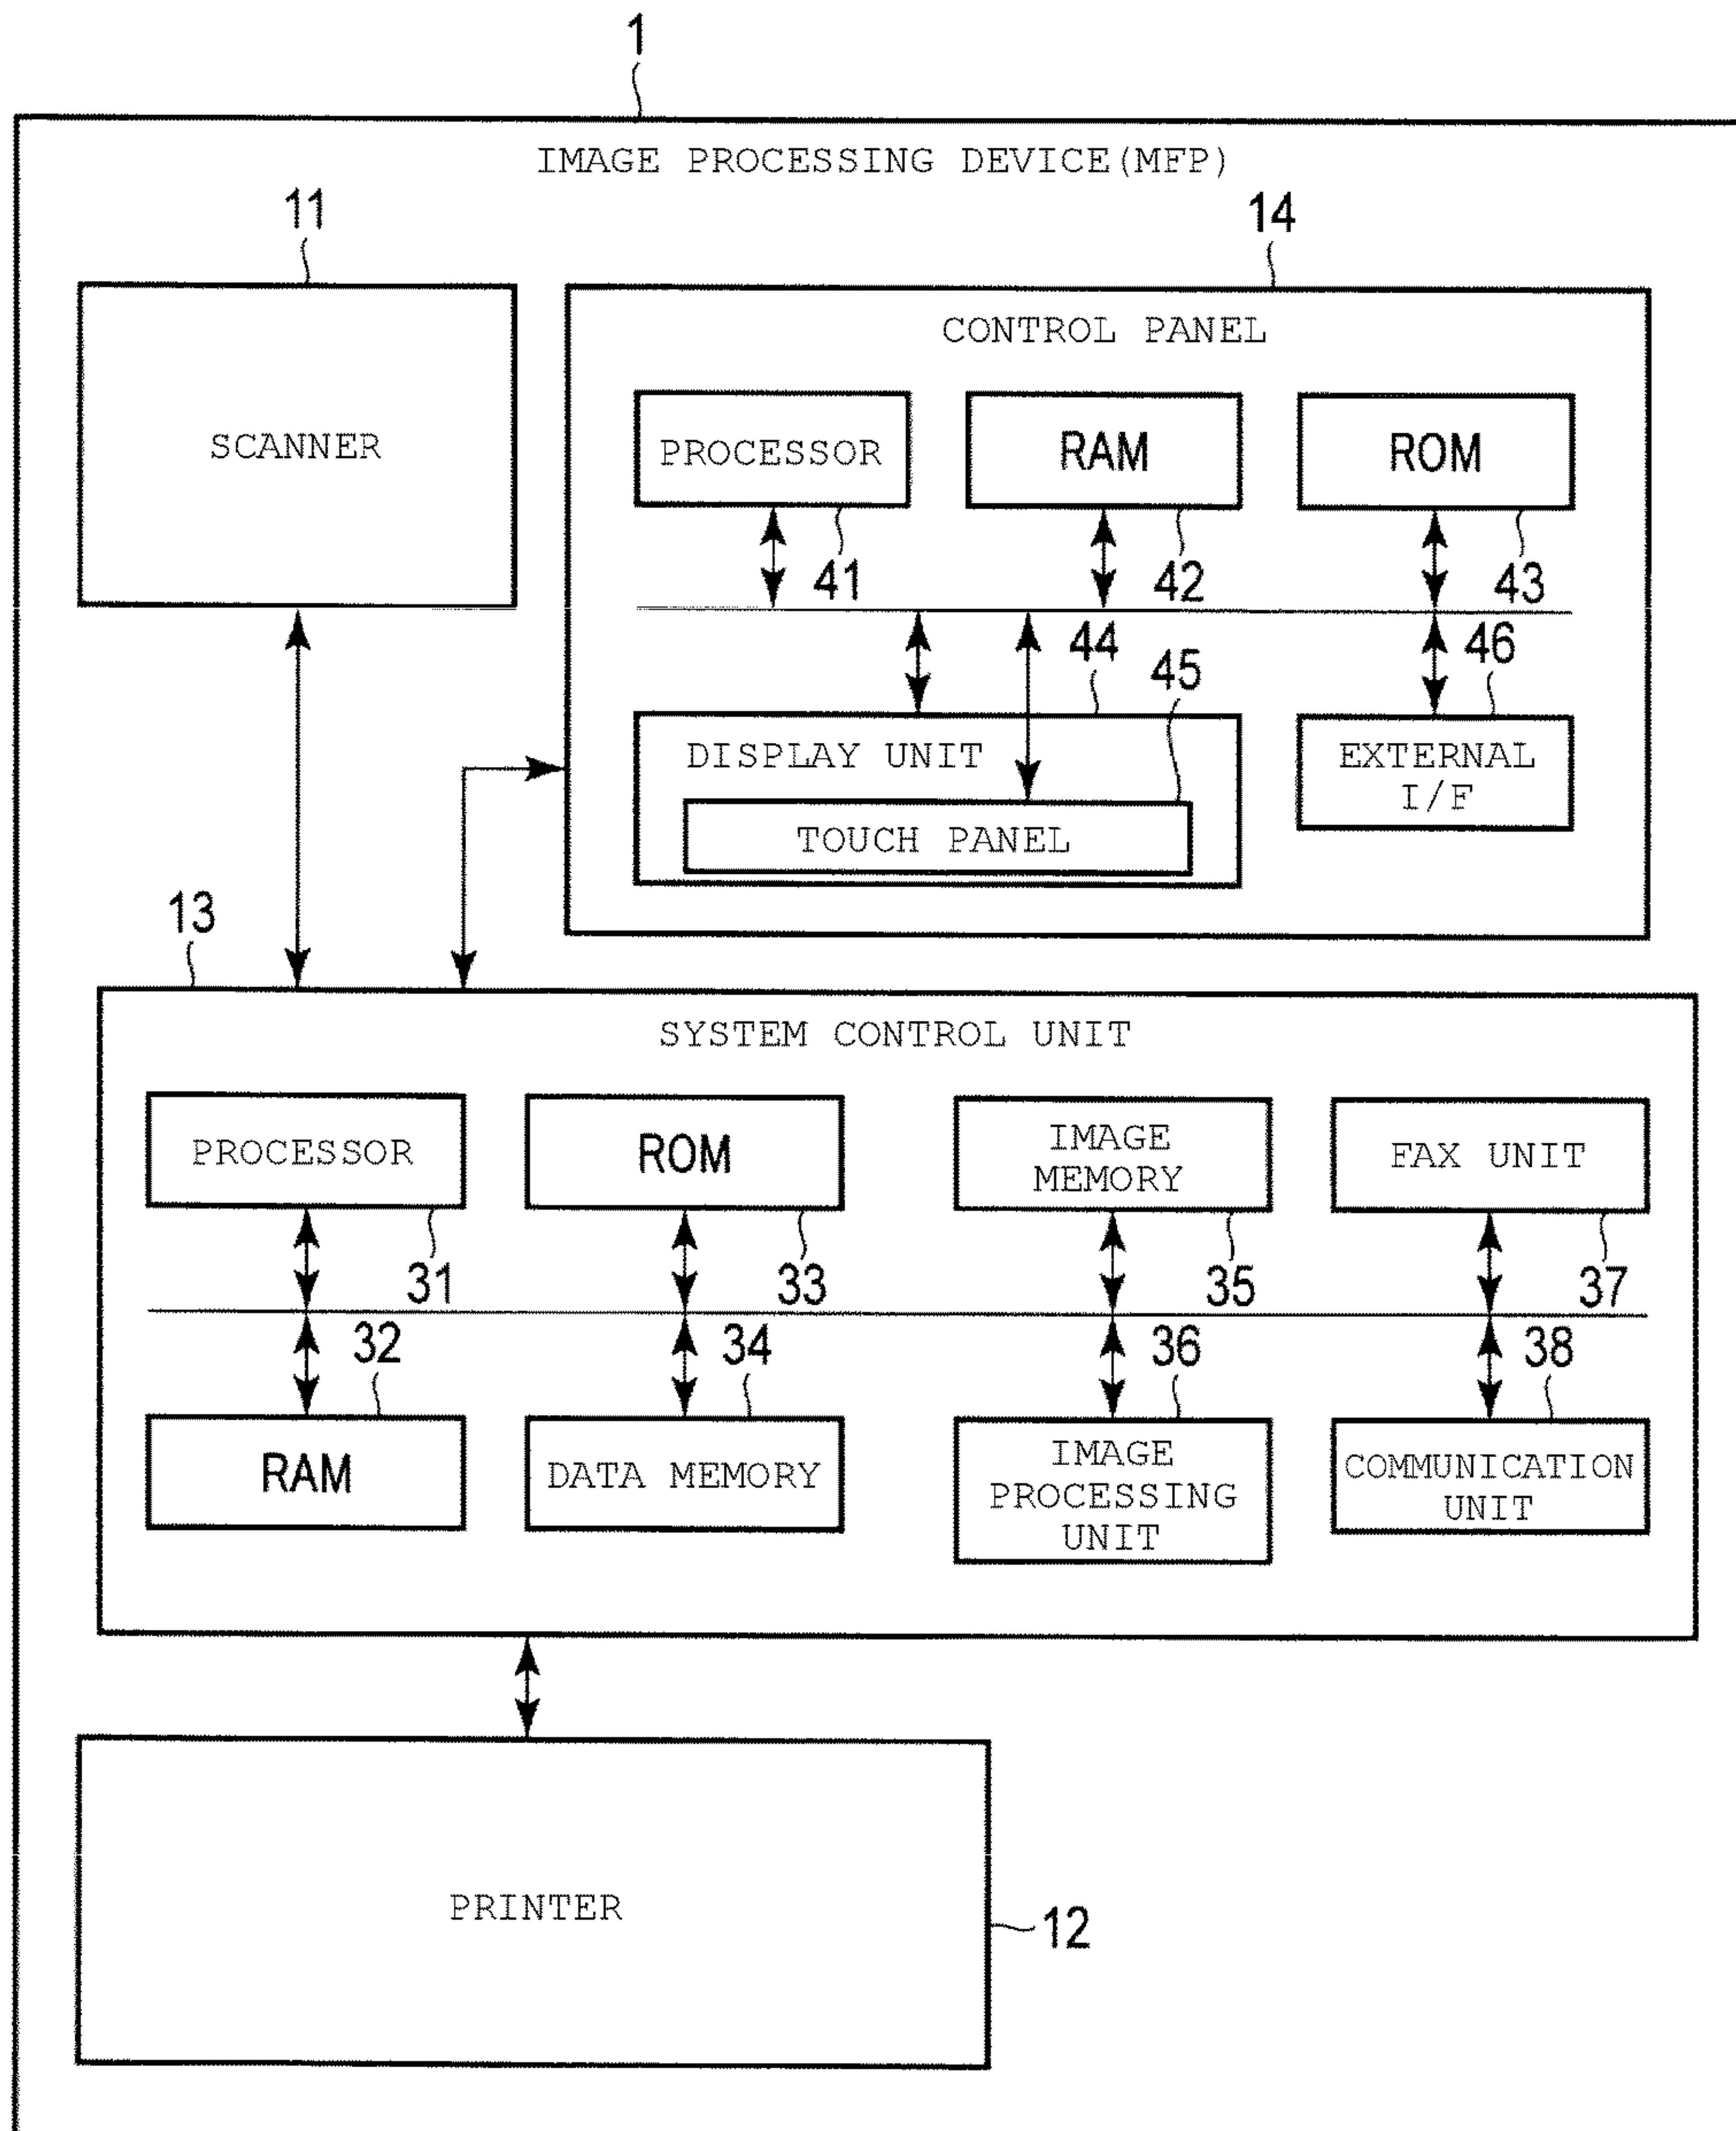 1
IMAGE PROCESSING DEVICE(MFP)
11
14
SCANNER
CONTROL PANEL
PROCESSOR
RAM
ROM
41
42
43
44
45
46
DISPLAY UNIT
TOUCH PANEL
EXTERNAL
I/F
13
SYSTEM CONTROL UNIT
PROCESSOR
ROM
IMAGE
MEMORY
FAX UNIT
31
33
35
37
32
34
36
38
RAM
DATA MEMORY
IMAGE
PROCESSING
UNIT
COMMUNICATION
UNIT
PRINTER
12